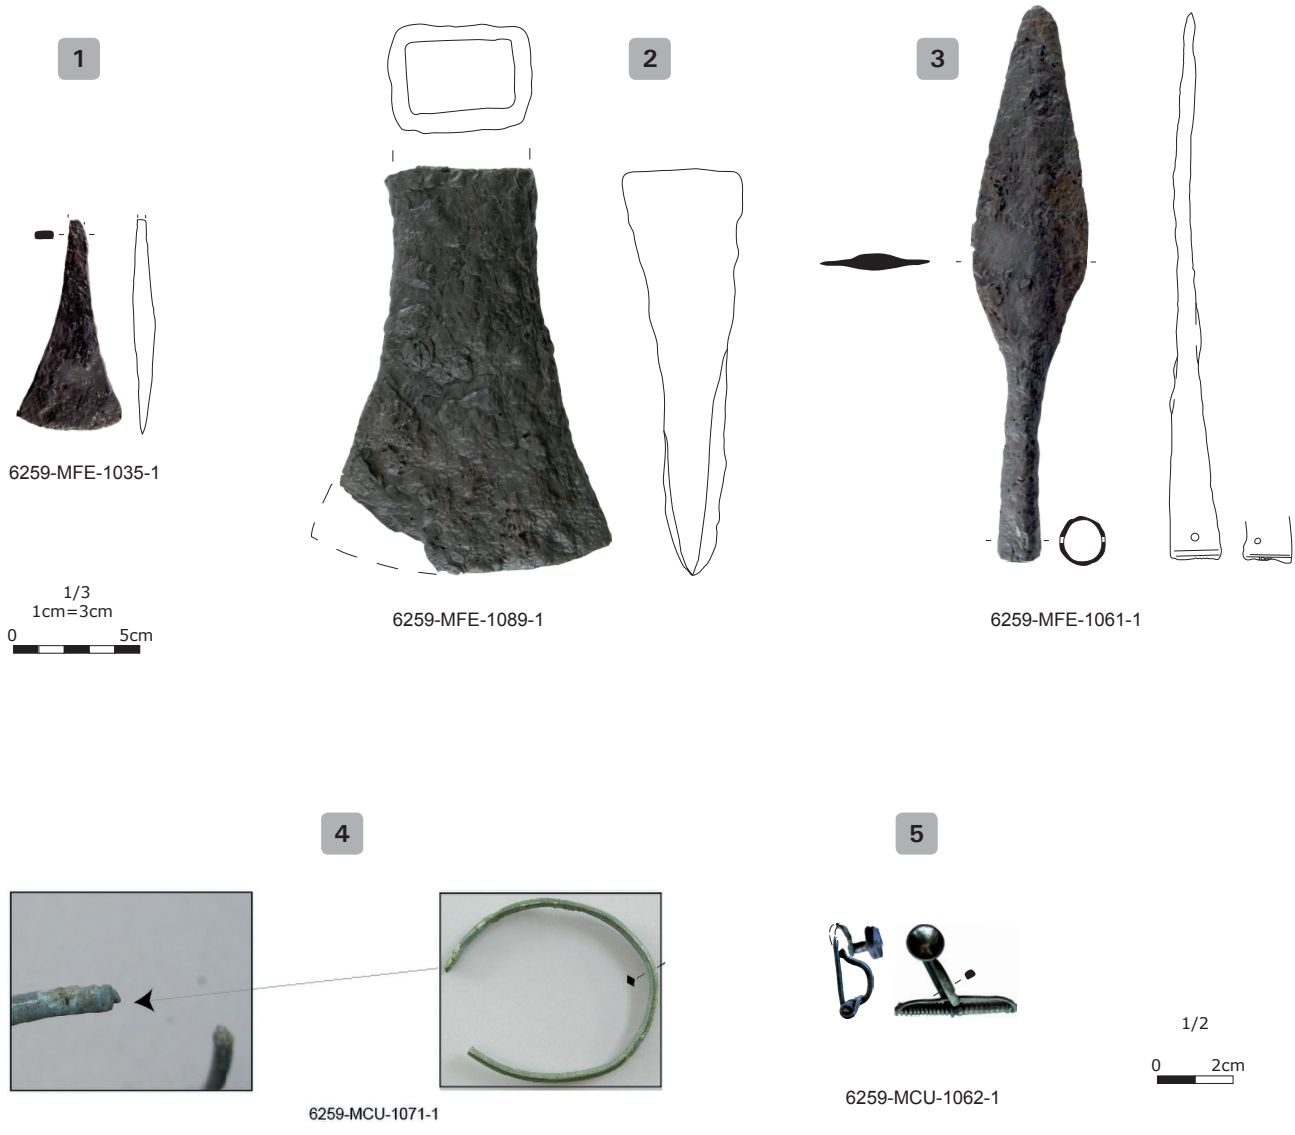 1
2
3
6259-MFE-1035-1
6259-MFE-1089-1
6259-MFE-1061-1
1/3
1cm=3cm
0 5cm
4
5
6259-MCU-1071-1
6259-MCU-1062-1
1/2
0 2cm